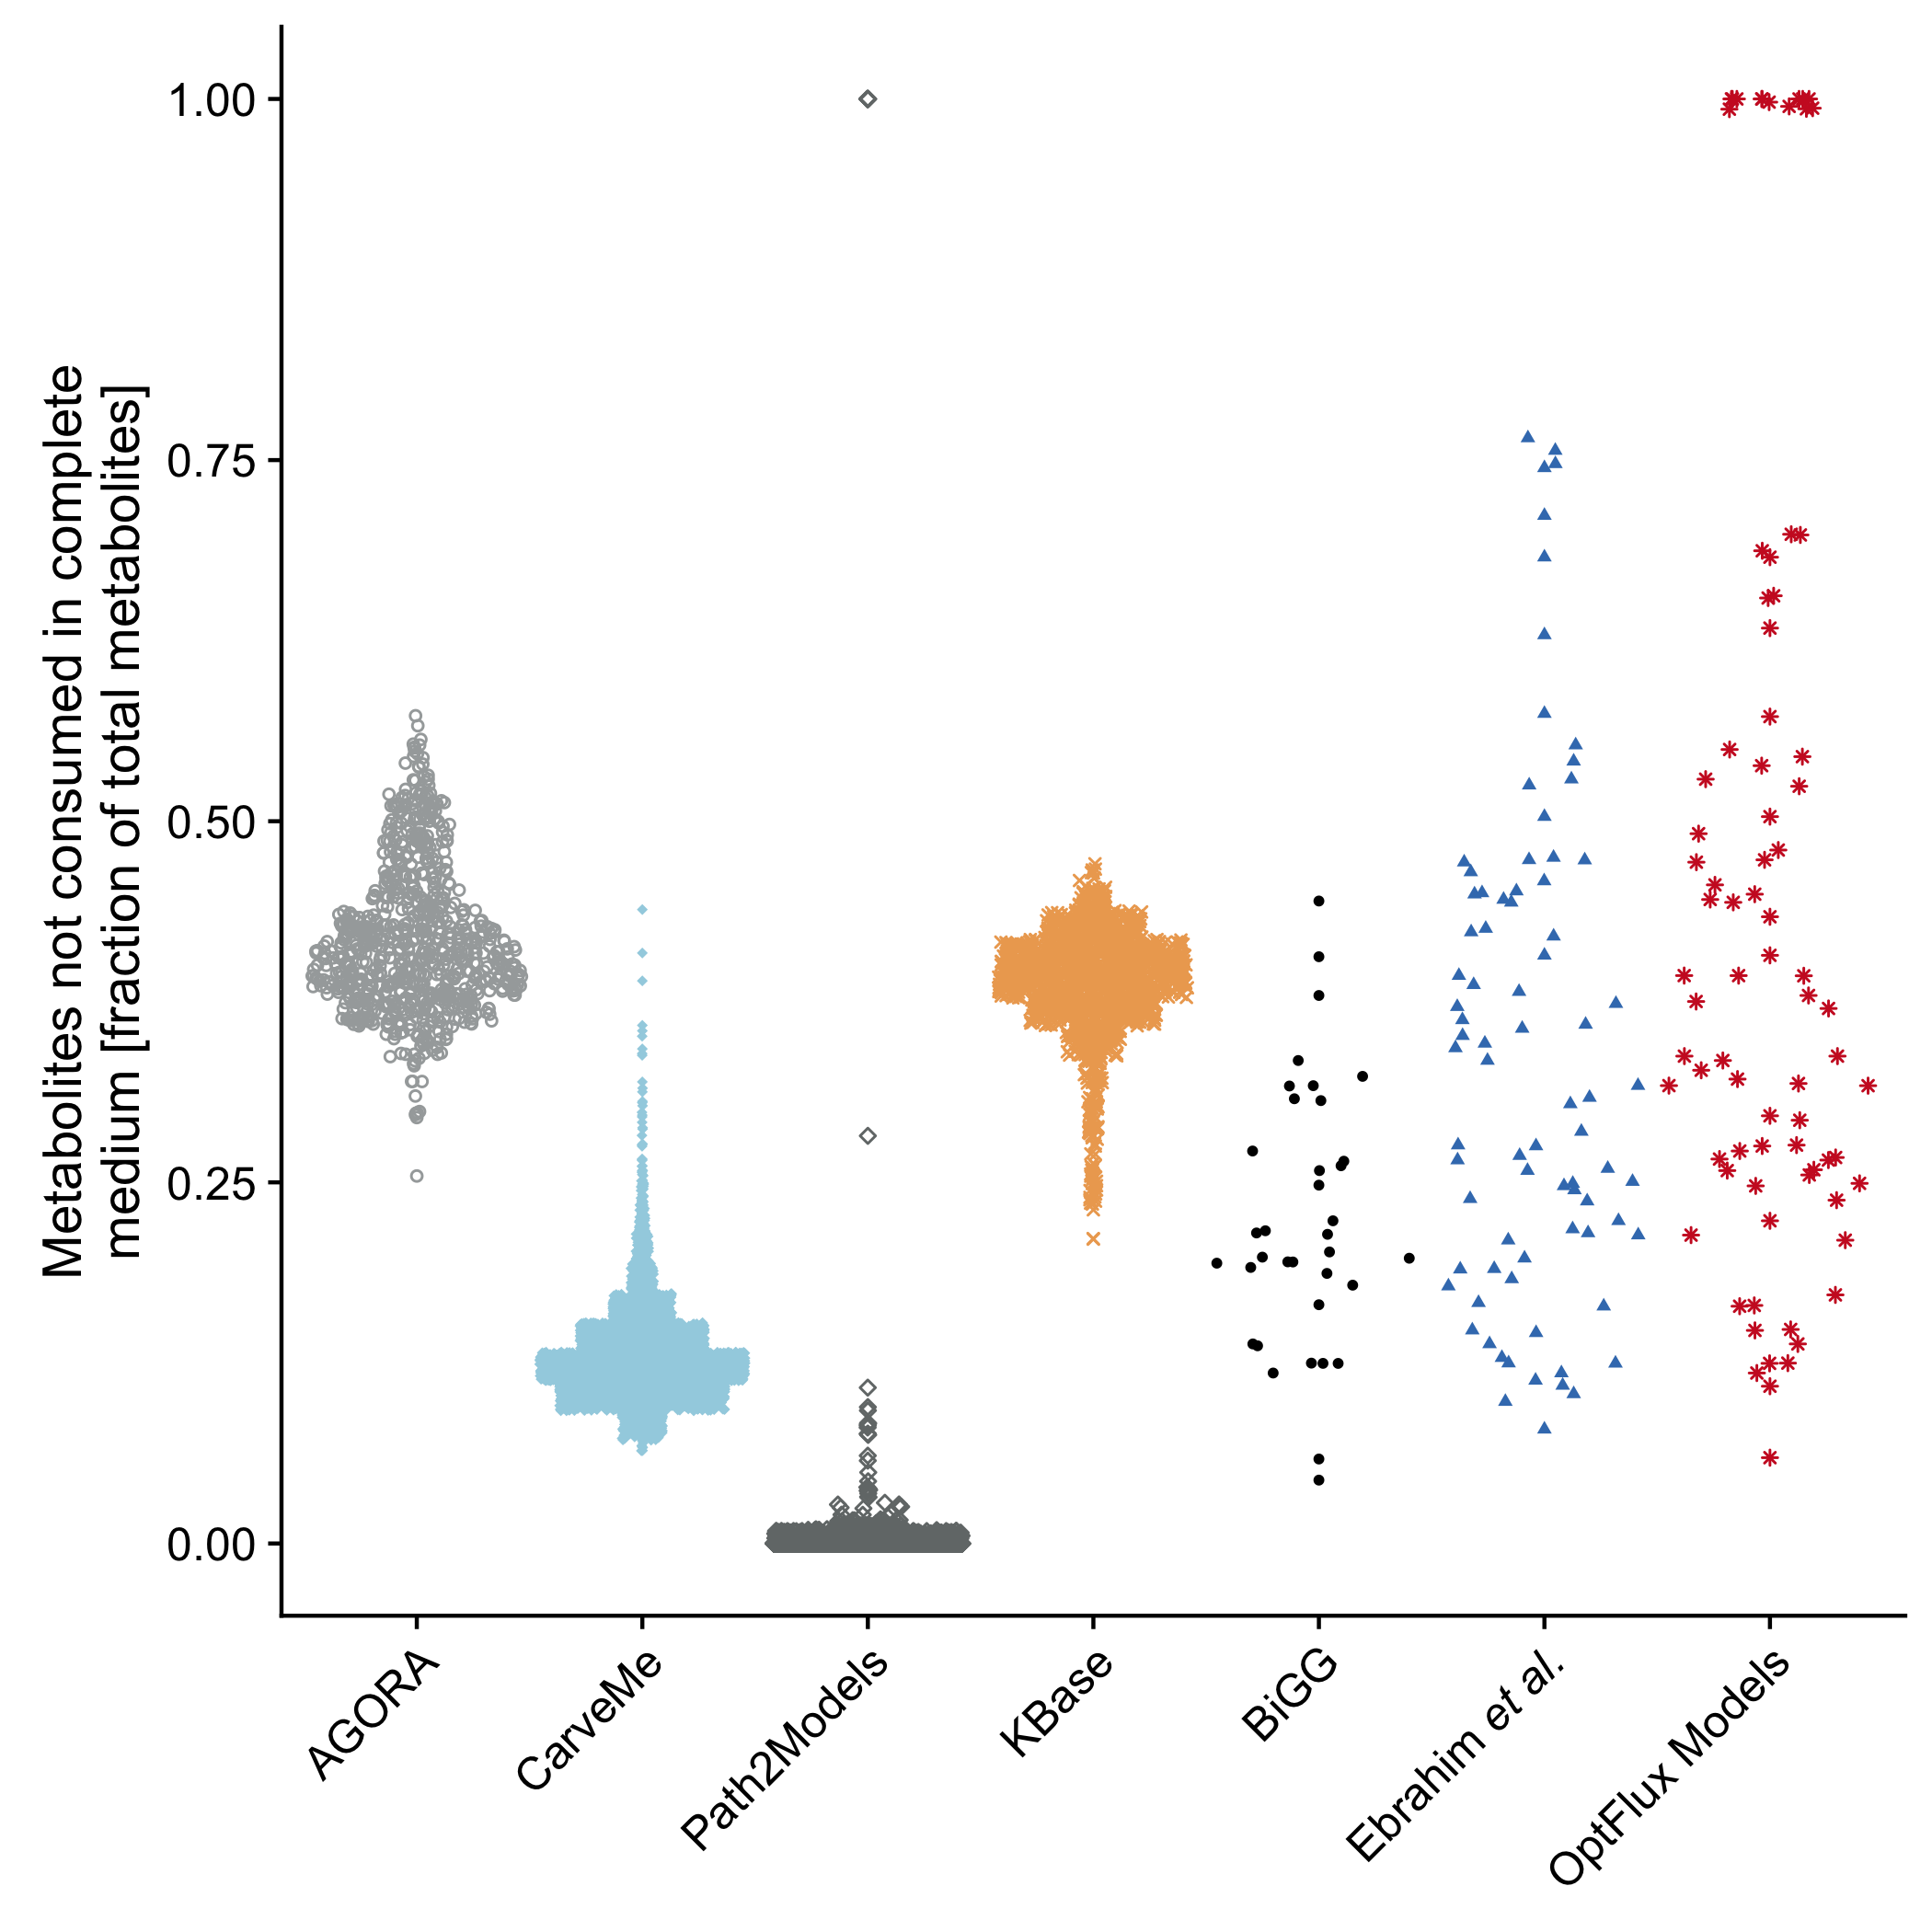 Metabolites not consumed in complete
medium [fraction of total metabolites]
1.00
0.75
0.50
0.25
0.00
AGORA
CarveMe
Path2Models
KBase
BiGG
Ebrahim et al.
OptFlux Models